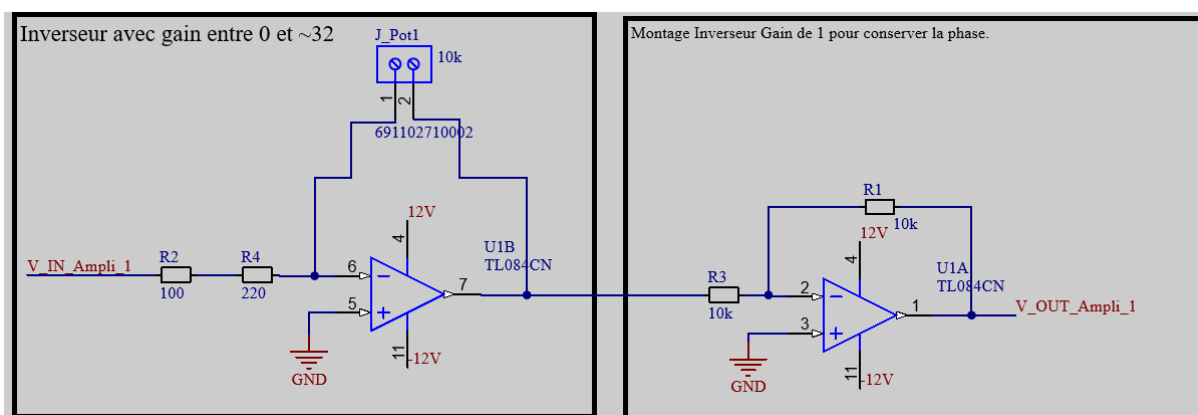 Inverseur avec gain entre 0 et ~32
J_Pot1
10k
1
2
691102710002
12V
4
U1B
TL084CN
V_IN_Ampli_1
R2
100
R4
220
6
5
7
11
-12V
GND
Montage Inverseur Gain de 1 pour conserver la phase.
R1
10k
12V
4
U1A
TL084CN
R3
10k
2
3
1
V_OUT_Ampli_1
11
-12V
GND